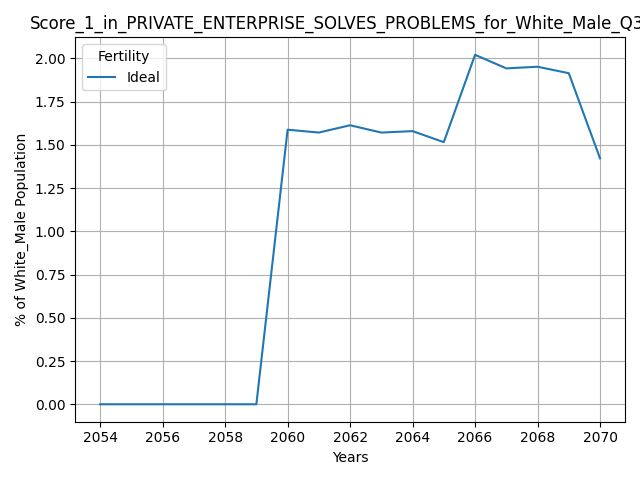 Score_1_in_PRIVATE_ENTERPRISE_SOLVES_PROBLEMS_for_White_Male_Q3
Fertility
Ideal
2.00
1.75
1.50
1.25
1.00
0.75
0.50
0.25
0.00
% of White_Male Population
2054 2056 2058 2060 2062 2064 2066 2068 2070
Years